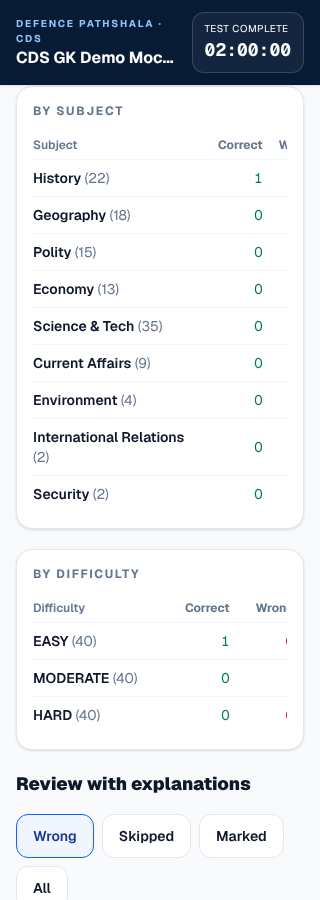 DEFENCE PATHSHALA ·
CDS
CDS GK Demo Moc...
TEST COMPLETE
02:00:00
BY SUBJECT
Subject Correct
History (22) 1
Geography (18) 0
Polity (15) 0
Economy (13) 0
Science & Tech (35) 0
Current Affairs (9) 0
Environment (4) 0
International Relations
(2) 0
Security (2) 0
BY DIFFICULTY
Difficulty Correct Wron
EASY (40) 1
MODERATE (40) 0
HARD (40) 0
Review with explanations
Wrong Skipped Marked
All